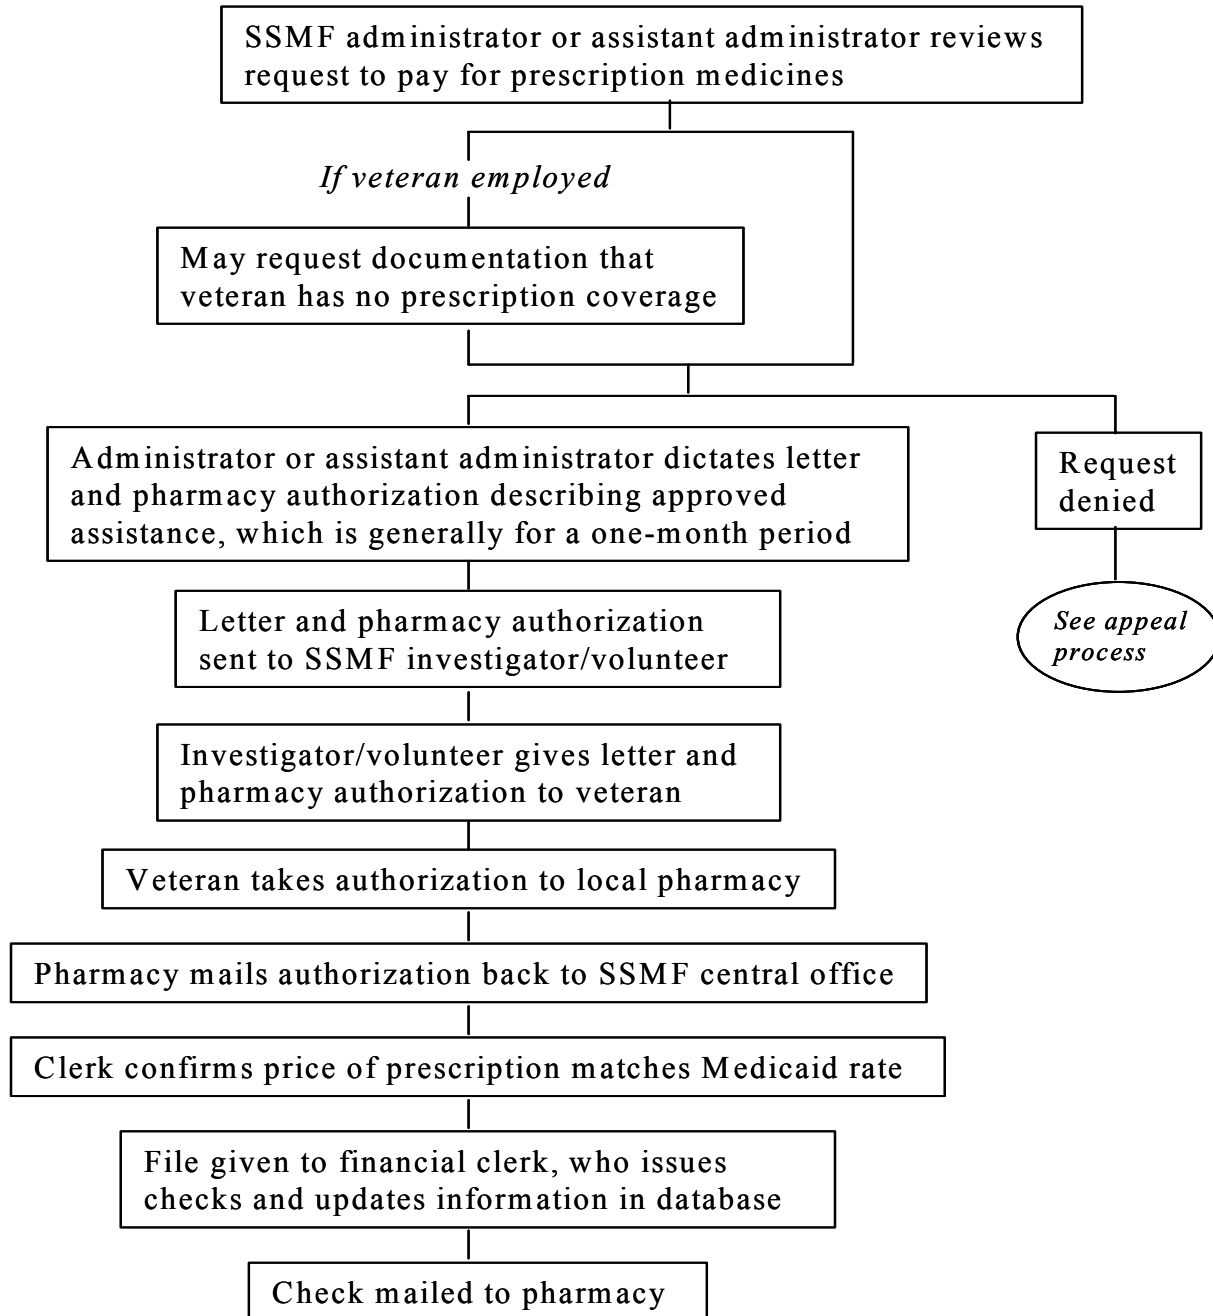 SSMF administrator or assistant administrator reviews
request to pay for prescription medicines
If veteran employed
May request documentation that
veteran has no prescription coverage
Administrator or assistant administrator dictates letter
and pharmacy authorization describing approved
assistance, which is generally for a one-month period
Request
denied
Letter and pharmacy authorization
sent to SSMF investigator/volunteer
See appeal
process
Investigator/volunteer gives letter and
pharmacy authorization to veteran
Veteran takes authorization to local pharmacy
Pharmacy mails authorization back to SSMF central office
Clerk confirms price of prescription matches Medicaid rate
File given to financial clerk, who issues
checks and updates information in database
Check mailed to pharmacy